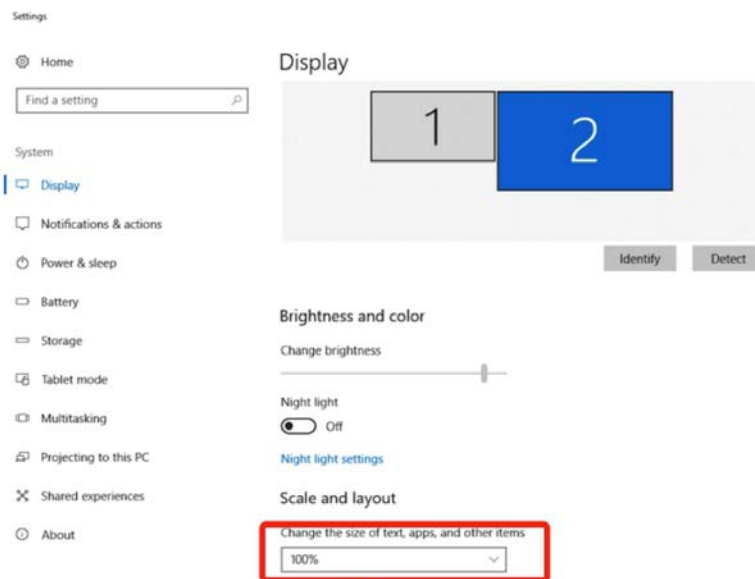 Settings
Home
Find a setting
System
Display
Notifications & actions
Power & sleep
Battery
Storage
Tablet mode
Multitasking
Projecting to this PC
Shared experiences
About
Display
1
2
Identify
Detect
Brightness and color
Change brightness
Night light
Off
Night light settings
Scale and layout
Change the size of text, apps, and other items
100%